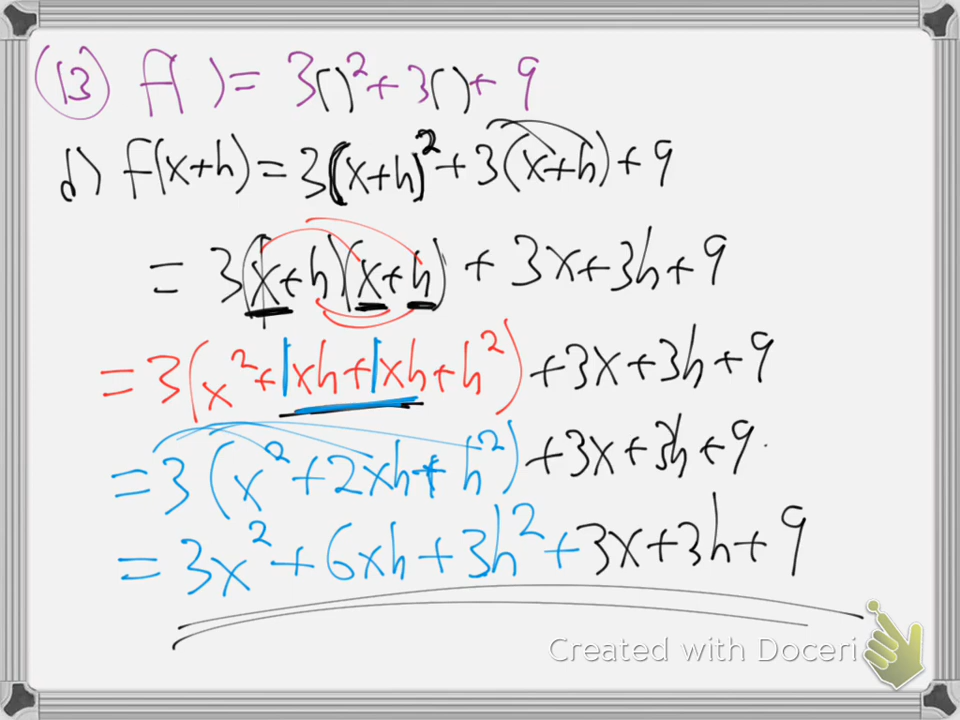 (13) f( ) = 3( )² + 3( ) + 9
d) f(x+h) = 3(x+h)² + 3(x+h) + 9
= 3(x+h)(x+h) + 3x+3h+9
= 3(x² + 1xh + 1xh + h²) + 3x + 3h + 9
= 3(x² + 2xh + h²) + 3x + 3h + 9
= 3x² + 6xh + 3h² + 3x + 3h + 9
Created with Doceri